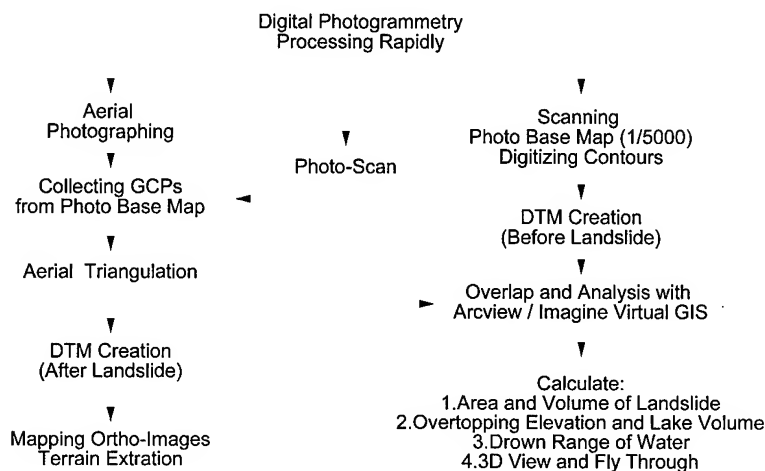 Digital Photogrammetry
Processing Rapidly
Aerial
Photographing
Collecting GCPs
from Photo Base Map
Aerial Triangulation
DTM Creation
(After Landslide)
Mapping Ortho-Images
Terrain Extration
Photo-Scan
Scanning
Photo Base Map (1/5000)
Digitizing Contours
DTM Creation
(Before Landslide)
Overlap and Analysis with
Arcview / Imagine Virtual GIS
Calculate:
1.Area and Volume of Landslide
2.Overtopping Elevation and Lake Volume
3.Drown Range of Water
4.3D View and Fly Through